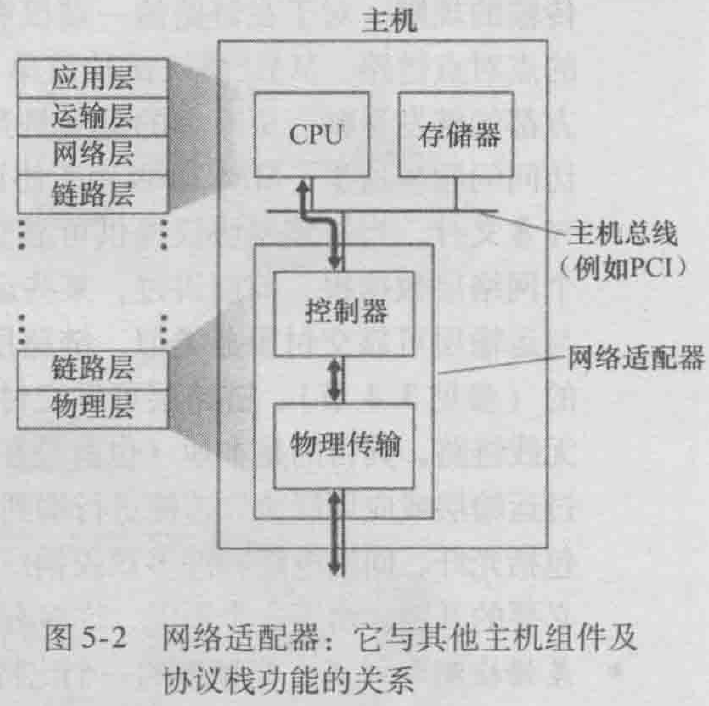 主机
应用层
运输层
网络层
链路层
CPU
存储器
主机总线
（例如PCI）
控制器
链路层
物理层
网络适配器
物理传输
图 5-2 网络适配器：它与其他主机组件及
协议栈功能的关系